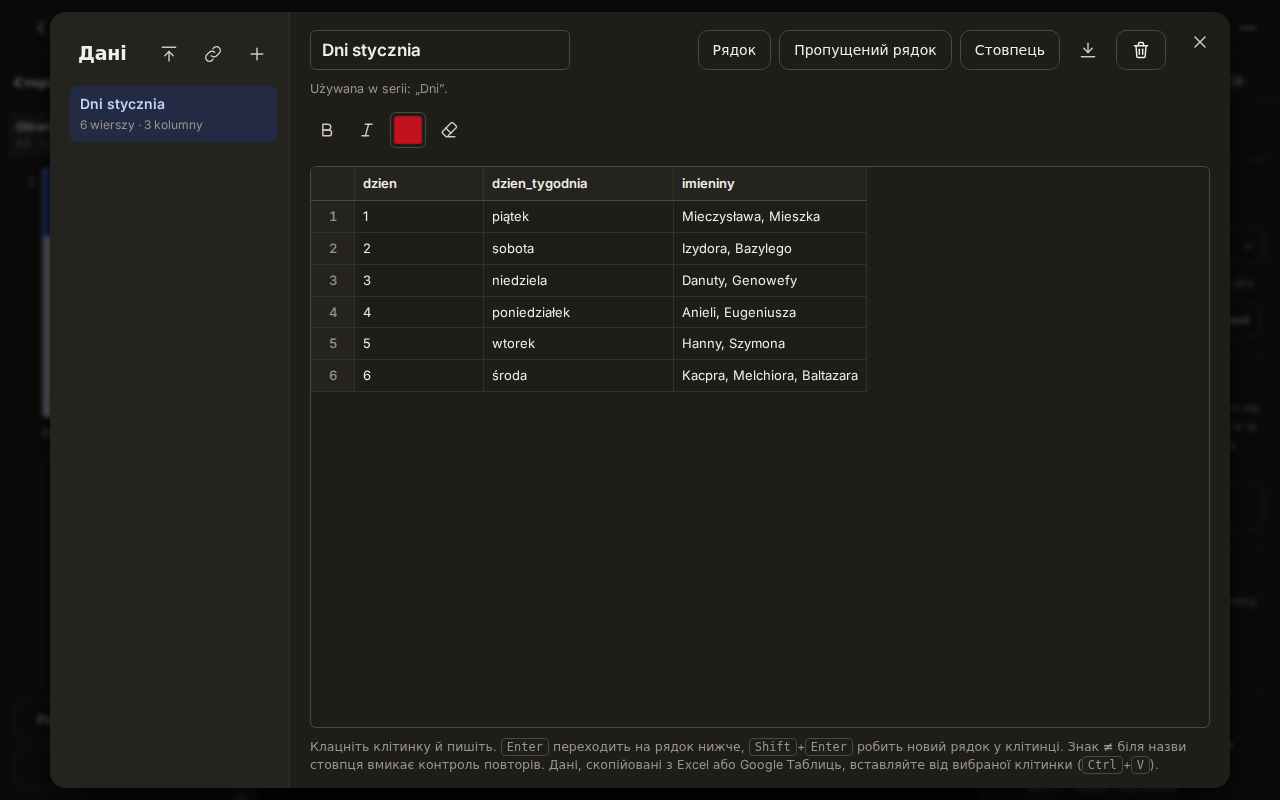 Дані
Dni stycznia
6 wierszy · 3 kolumny
Dni stycznia
Рядок
Пропущений рядок
Стовпець
Używana w serii: „Dni”.
dzien dzien_tygodnia imieniny
1 1 piątek Mieczysława, Mieszka
2 2 sobota Izydora, Bazylego
3 3 niedziela Danuty, Genowefy
4 4 poniedziałek Anieli, Eugeniusza
5 5 wtorek Hanny, Szymona
6 6 środa Kacpra, Melchiora, Baltazara
Клацніть клітинку й пишіть. Enter переходить на рядок нижче, Shift+Enter робить новий рядок у клітинці. Знак ≠ біля назви
стовпця вмикає контроль повторів. Дані, скопійовані з Excel або Google Таблиць, вставляйте від вибраної клітинки (Ctrl+V).